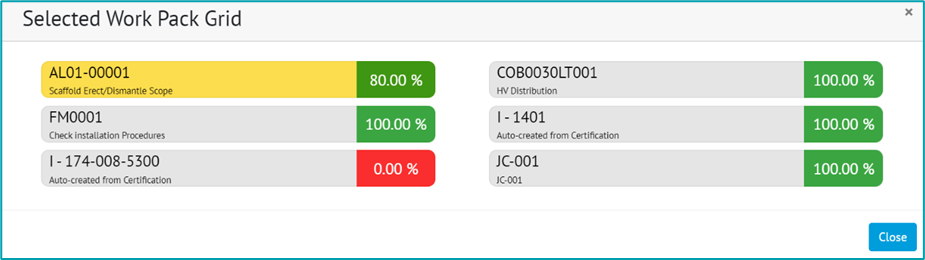 Selected Work Pack Grid
×
AL01-00001
Scaffold Erect/Dismantle Scope
80.00 %
COB0030LT001
HV Distribution
100.00 %
FM0001
Check installation Procedures
100.00 %
I - 1401
Auto-created from Certification
100.00 %
I - 174-008-5300
Auto-created from Certification
0.00 %
JC-001
JC-001
100.00 %
Close